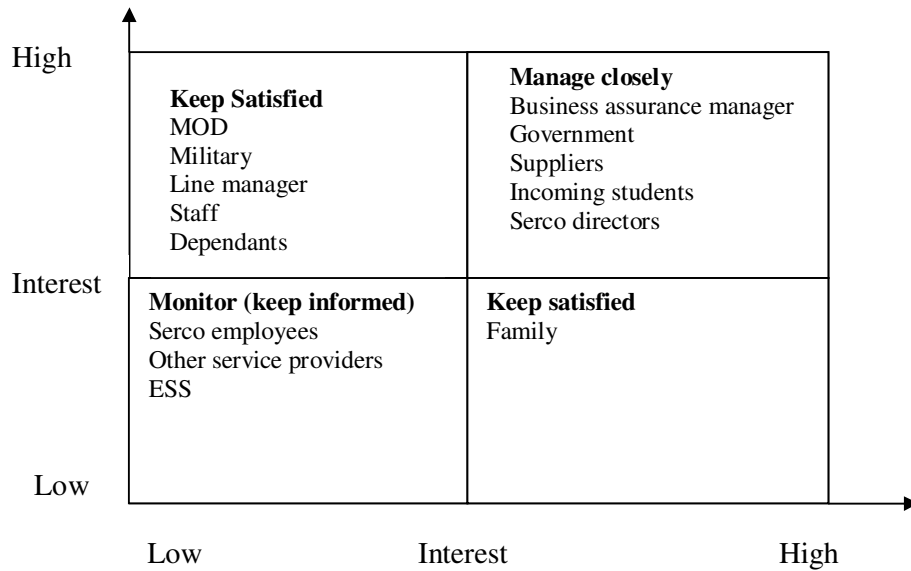 High
Keep Satisfied
MOD
Military
Line manager
Staff
Dependants
Manage closely
Business assurance manager
Government
Suppliers
Incoming students
Serco directors
Interest
Monitor (keep informed)
Serco employees
Other service providers
ESS
Keep satisfied
Family
Low
Low
Interest
High